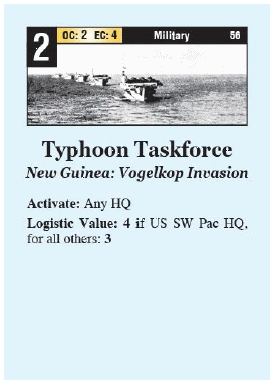 2 OC: 2 EC: 4 Military 56
Typhoon Taskforce
New Guinea: Vogelkop Invasion
Activate: Any HQ
Logistic Value: 4 if US SW Pac HQ,
for all others: 3